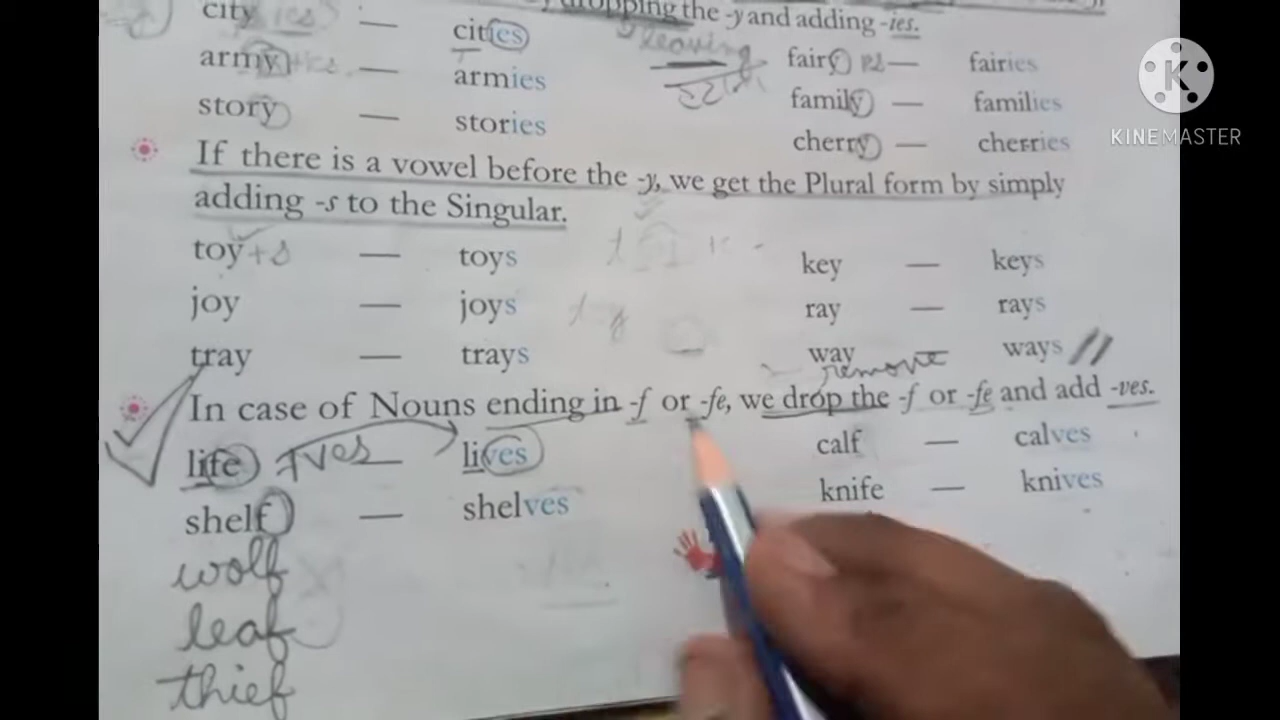 dropping the -y and adding -ies.
city — cities
leaving
army — armies
fairy — fairies
story — stories
family — families
cherry — cherries
KINEMASTER
If there is a vowel before the -y, we get the Plural form by simply
adding -s to the Singular.
toy +s — toys
key — keys
joy — joys
ray — rays
tray — trays
way — ways
remove
In case of Nouns ending in -f or -fe, we drop the -f or -fe and add -ves.
life +ves — lives
calf — calves
shelf — shelves
knife — knives
wolf
leaf
thief